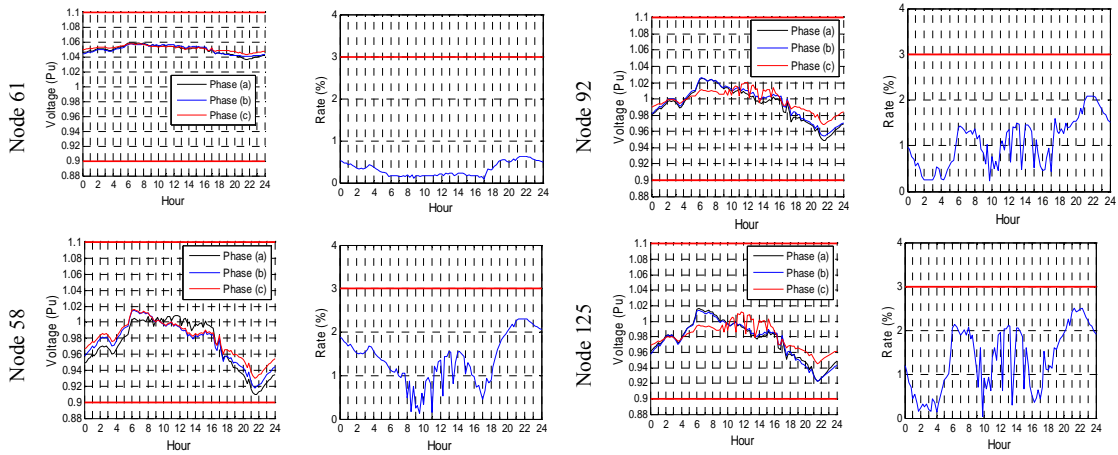 Node 61
Voltage (Pu)
1.1
1.08
1.06
1.04
1.02
1
0.98
0.96
0.94
0.92
0.9
0.88
Phase (a)
Phase (b)
Phase (c)
0 2 4 6 8 10 12 14 16 18 20 22 24
Hour
Rate (%)
4
3
2
1
0
0 2 4 6 8 10 12 14 16 18 20 22 24
Hour
Node 92
Voltage (Pu)
1.1
1.08
1.06
1.04
1.02
1
0.98
0.96
0.94
0.92
0.9
0.88
Phase (a)
Phase (b)
Phase (c)
0 2 4 6 8 10 12 14 16 18 20 22 24
Hour
Rate (%)
4
3
2
1
0
0 2 4 6 8 10 12 14 16 18 20 22 24
Hour
Node 58
Voltage (Pu)
1.1
1.08
1.06
1.04
1.02
1
0.98
0.96
0.94
0.92
0.9
0.88
Phase (a)
Phase (b)
Phase (c)
0 2 4 6 8 10 12 14 16 18 20 22 24
Hour
Rate (%)
4
3
2
1
0
0 2 4 6 8 10 12 14 16 18 20 22 24
Hour
Node 125
Voltage (Pu)
1.1
1.08
1.06
1.04
1.02
1
0.98
0.96
0.94
0.92
0.9
0.88
Phase (a)
Phase (b)
Phase (c)
0 2 4 6 8 10 12 14 16 18 20 22 24
Hour
Rate (%)
4
3
2
1
0
0 2 4 6 8 10 12 14 16 18 20 22 24
Hour